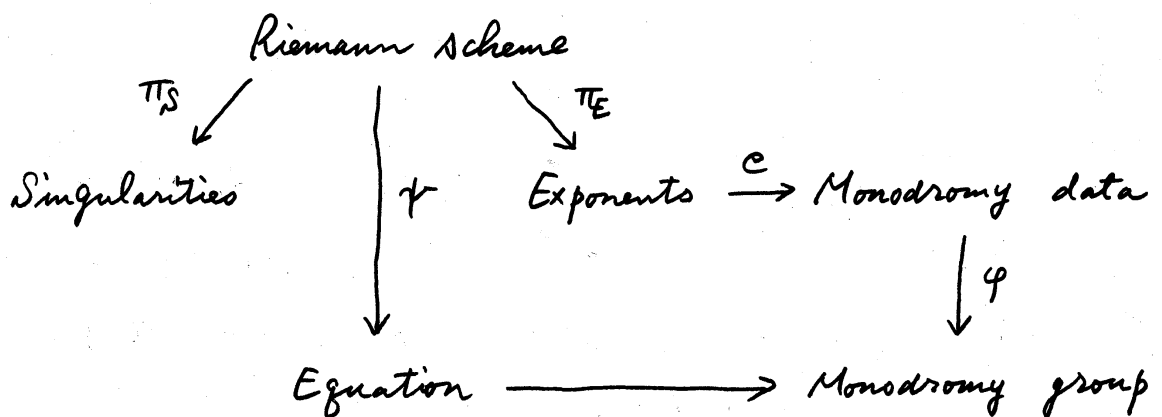 Riemann scheme
π_S π_E
Singularities ψ Exponents e Monodromy data
φ
Equation Monodromy group